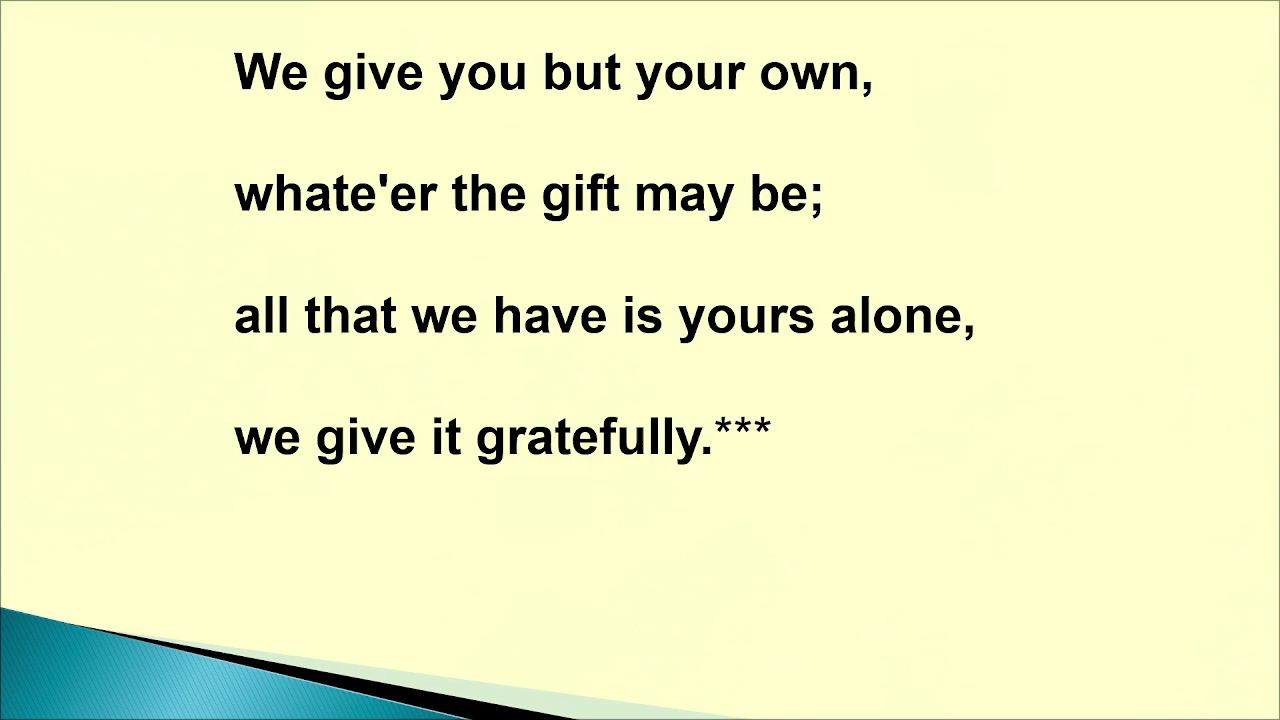 We give you but your own,
whate'er the gift may be;
all that we have is yours alone,
we give it gratefully.***